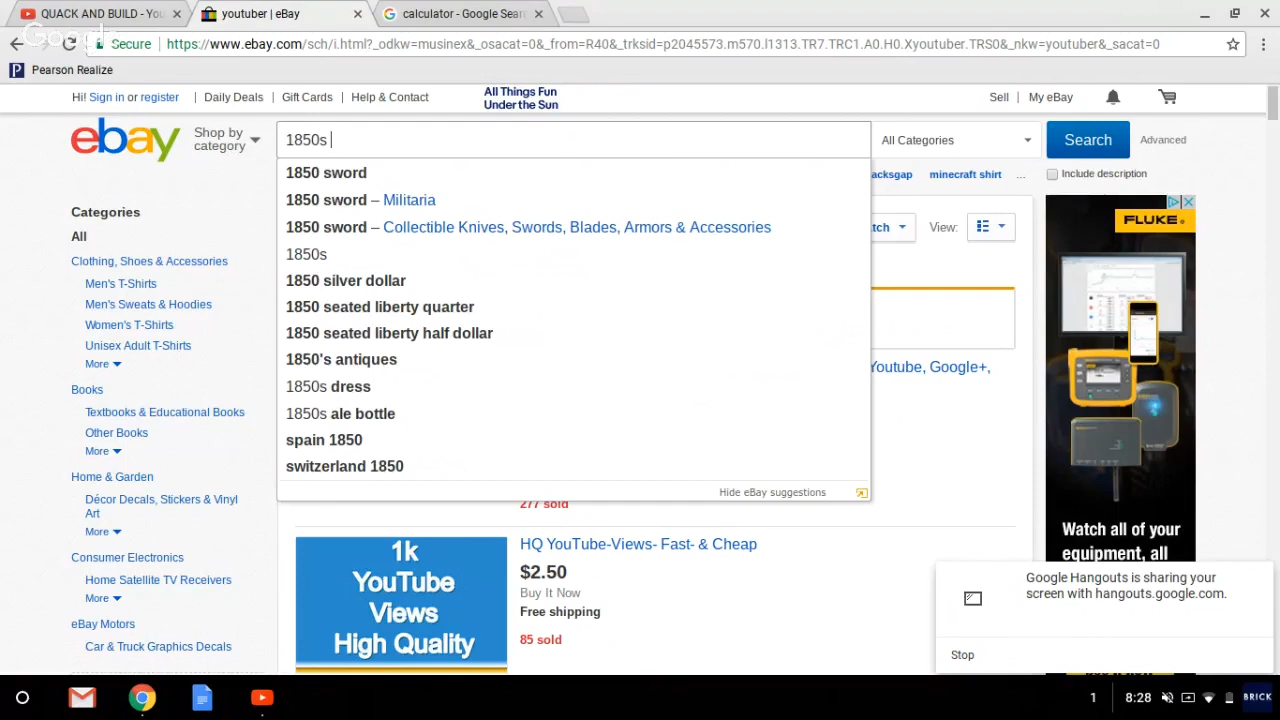 QUACK AND BUILD - You
youtuber | eBay
calculator - Google Sear
Google
Secure
https://www.ebay.com/sch/i.html?_odkw=musinex&_osacat=0&_from=R40&_trksid=p2045573.m570.l1313.TR7.TRC1.A0.H0.Xyoutuber.TRS0&_nkw=youtuber&_sacat=0
Pearson Realize
Hi! Sign in or register
Daily Deals
Gift Cards
Help & Contact
All Things Fun
Under the Sun
Sell
My eBay
ebay
Shop by
category
1850s
All Categories
Search
Advanced
Include description
1850 sword
1850 sword – Militaria
1850 sword – Collectible Knives, Swords, Blades, Armors & Accessories
1850s
1850 silver dollar
1850 seated liberty quarter
1850 seated liberty half dollar
1850's antiques
1850s dress
1850s ale bottle
spain 1850
switzerland 1850
Hide eBay suggestions
acksgap
minecraft shirt
...
tch
View:
Youtube, Google+,
277 sold
Categories
All
Clothing, Shoes & Accessories
Men's T-Shirts
Men's Sweats & Hoodies
Women's T-Shirts
Unisex Adult T-Shirts
More
Books
Textbooks & Educational Books
Other Books
More
Home & Garden
Décor Decals, Stickers & Vinyl
Art
More
Consumer Electronics
Home Satellite TV Receivers
More
eBay Motors
Car & Truck Graphics Decals
1k
YouTube
Views
High Quality
HQ YouTube-Views- Fast- & Cheap
$2.50
Buy It Now
Free shipping
85 sold
FLUKE
Watch all of your
equipment, all
Google Hangouts is sharing your
screen with hangouts.google.com.
Stop
1
8:28
BRICK